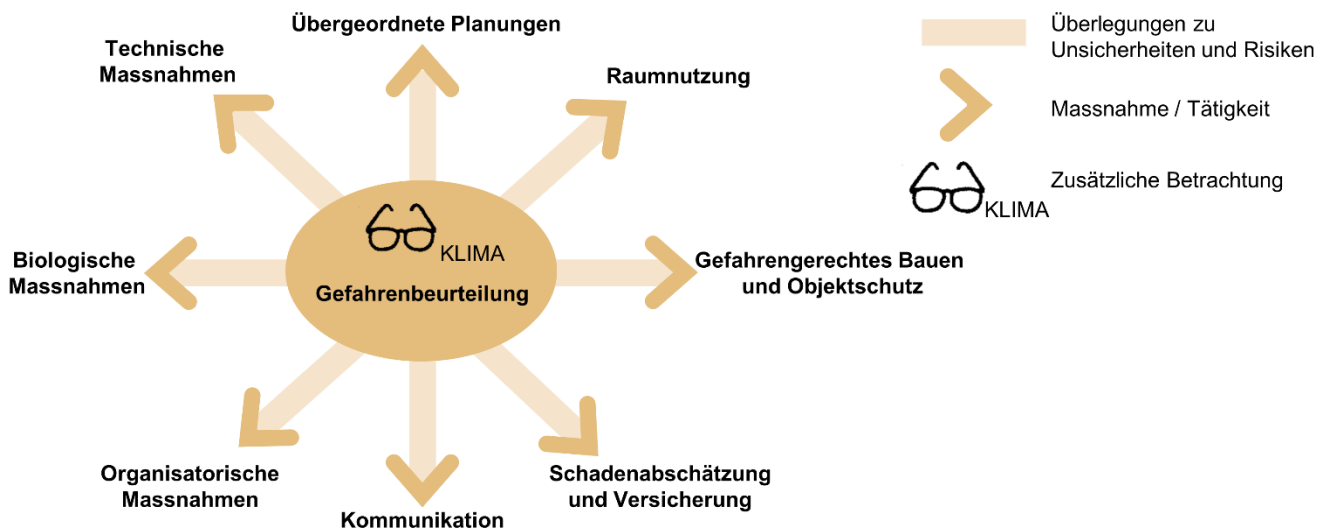 Übergeordnete Planungen
Technische
Massnahmen
Raumnutzung
Biologische
Massnahmen
KLIMA
Gefahrenbeurteilung
Gefahrengerechtes Bauen
und Objektschutz
Organisatorische
Massnahmen
Kommunikation
Schadenabschätzung
und Versicherung
Überlegungen zu
Unsicherheiten und Risiken
Massnahme / Tätigkeit
Zusätzliche Betrachtung
KLIMA